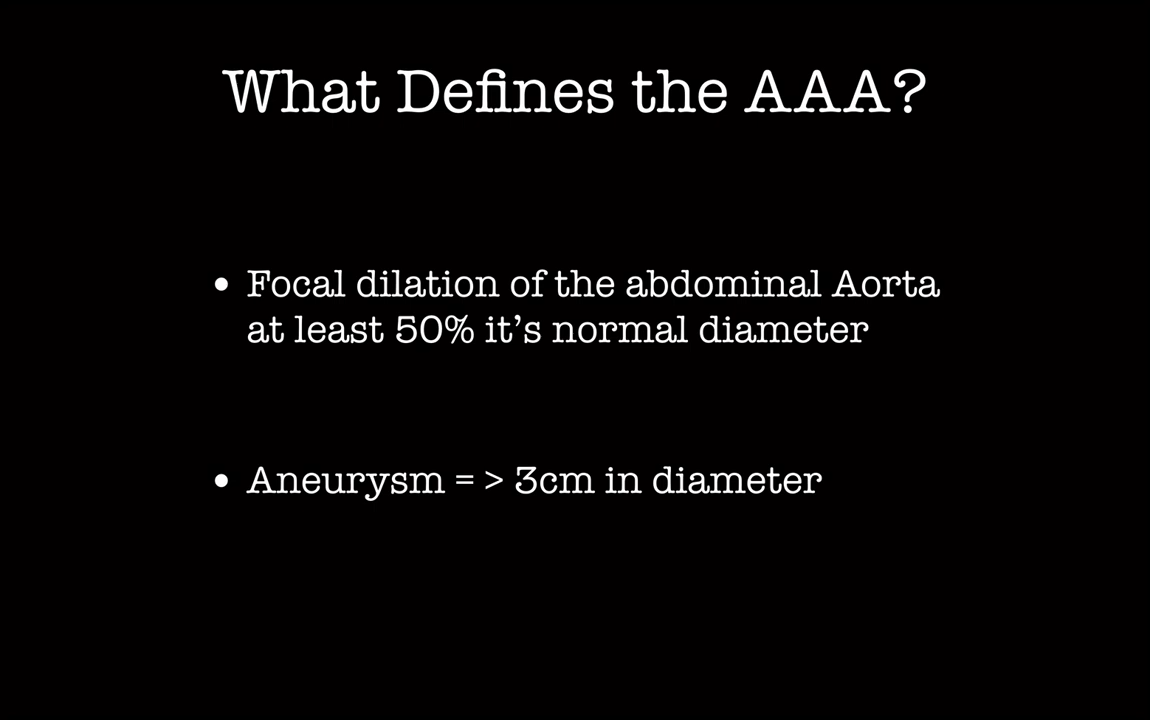 What Defines the AAA?
• Focal dilation of the abdominal Aorta
at least 50% it’s normal diameter
• Aneurysm = > 3cm in diameter